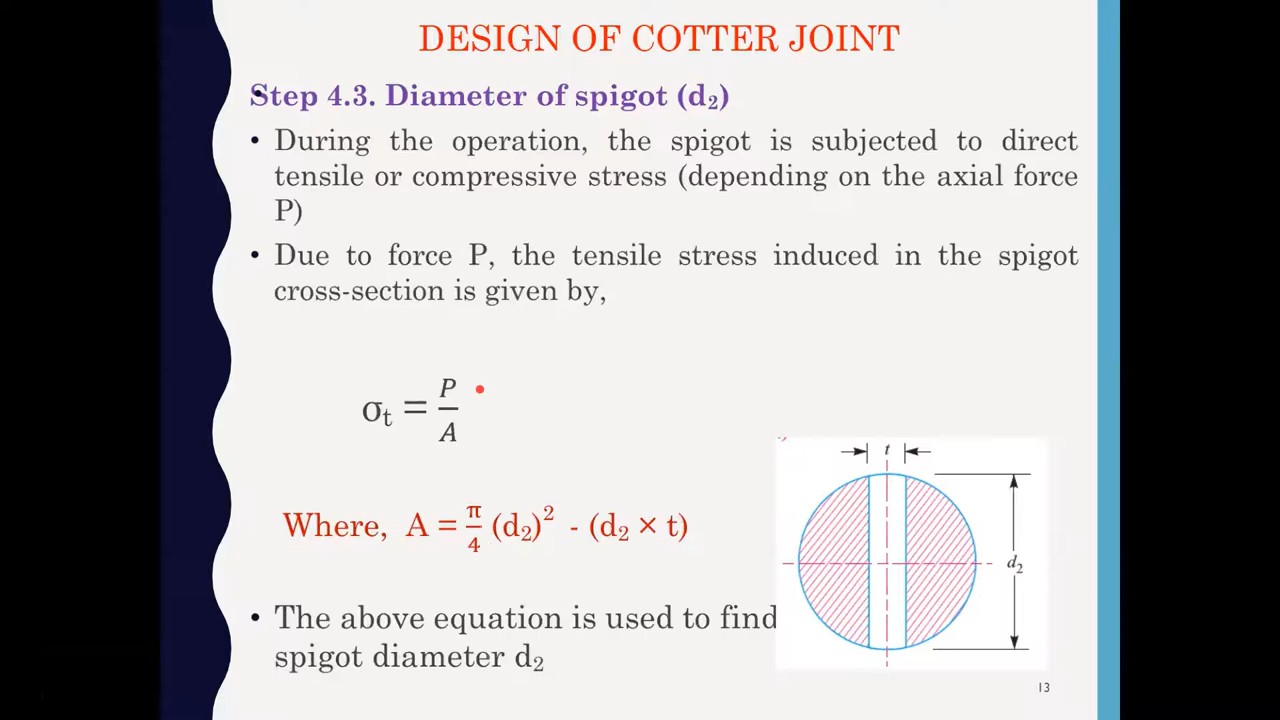 DESIGN OF COTTER JOINT
Step 4.3. Diameter of spigot (d₂)
• During the operation, the spigot is subjected to direct
tensile or compressive stress (depending on the axial force
P)
• Due to force P, the tensile stress induced in the spigot
cross-section is given by,
σₜ = P/A
t
Where, A = π/4 (d₂)² - (d₂ × t)
d₂
• The above equation is used to find
spigot diameter d₂
13